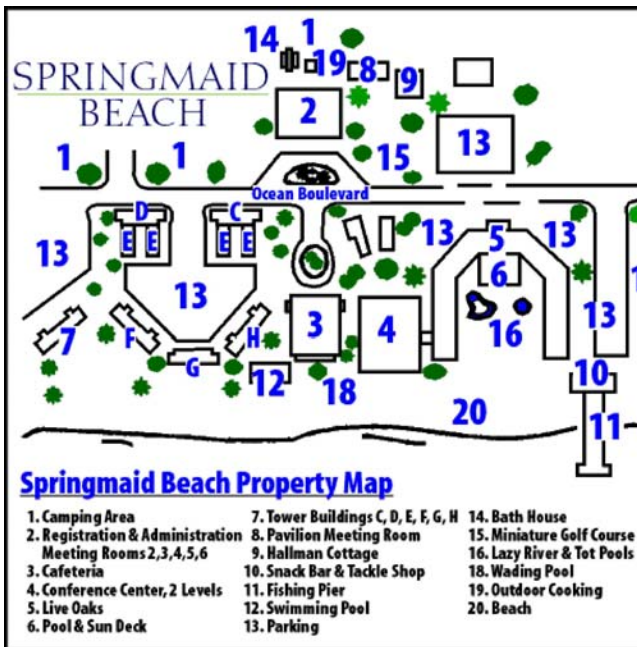 1
14
19
8
9
SPRINGMAID
BEACH
2
13
1
1
15
Ocean Boulevard
D
C
E E
E E
13
13
5
13
6
13
3
4
16
13
1
7
F
H
G
12
18
10
20
11
Springmaid Beach Property Map
1. Camping Area
2. Registration & Administration
Meeting Rooms 2,3,4,5,6
3. Cafeteria
4. Conference Center, 2 Levels
5. Live Oaks
6. Pool & Sun Deck
7. Tower Buildings C, D, E, F, G, H
8. Pavilion Meeting Room
9. Hallman Cottage
10. Snack Bar & Tackle Shop
11. Fishing Pier
12. Swimming Pool
13. Parking
14. Bath House
15. Miniature Golf Course
16. Lazy River & Tot Pools
18. Wading Pool
19. Outdoor Cooking
20. Beach